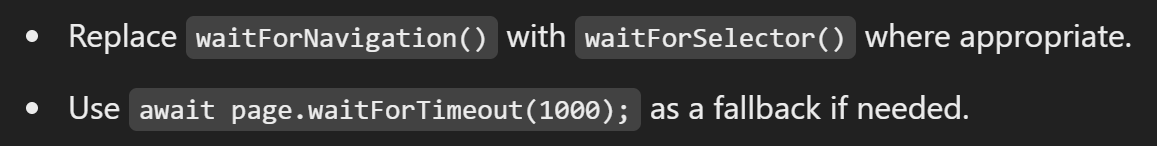 • Replace waitForNavigation() with waitForSelector() where appropriate.
• Use await page.waitForTimeout(1000); as a fallback if needed.